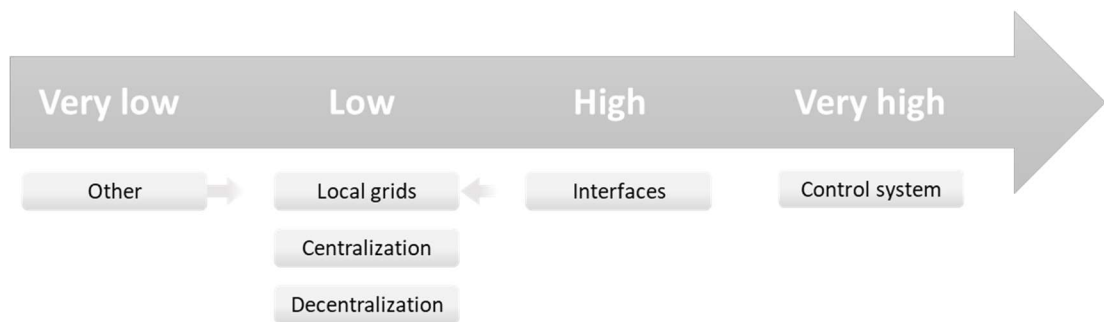 Very low Low High Very high
Other Local grids Interfaces Control system
Centralization
Decentralization